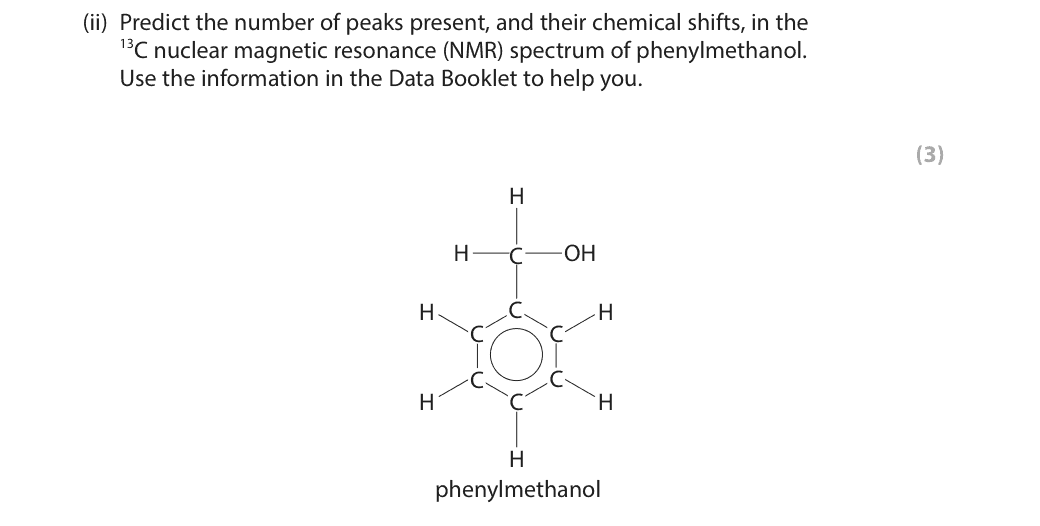 (ii) Predict the number of peaks present, and their chemical shifts, in the
¹³C nuclear magnetic resonance (NMR) spectrum of phenylmethanol.
Use the information in the Data Booklet to help you.
(3)
H
H C OH
C
H H
C C
C C
H C H
H
phenylmethanol